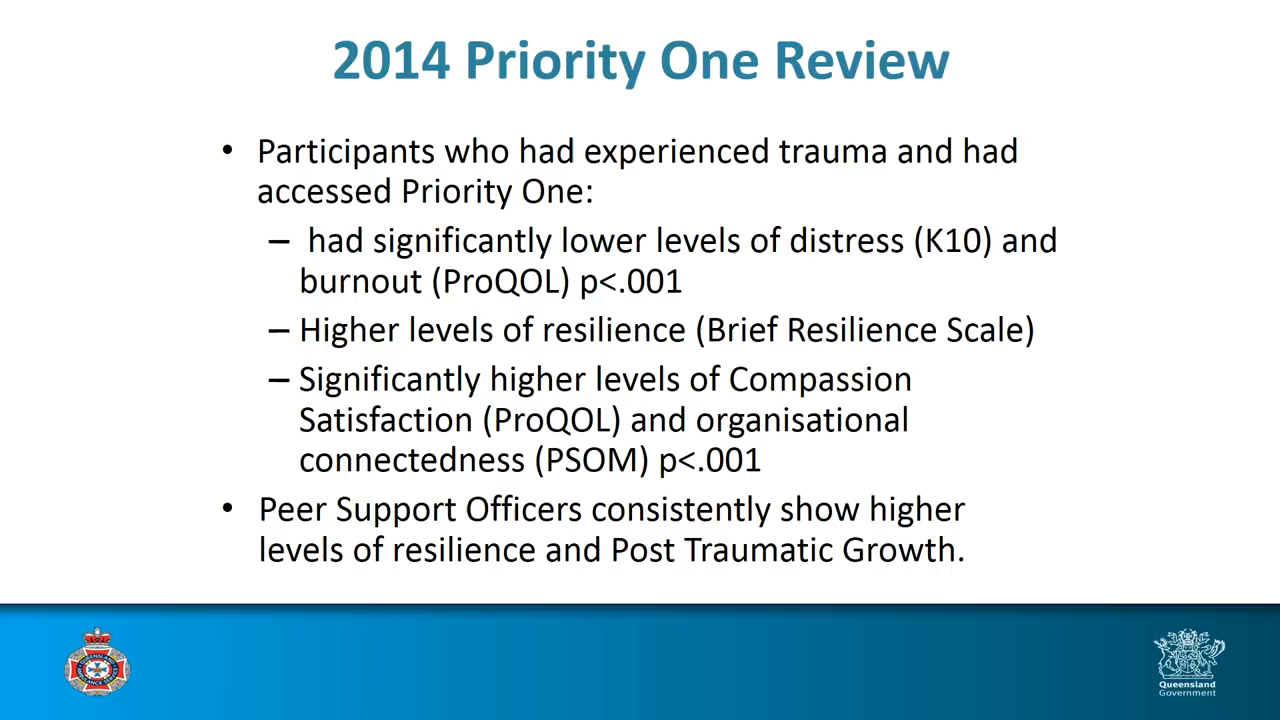 2014 Priority One Review
• Participants who had experienced trauma and had
accessed Priority One:
– had significantly lower levels of distress (K10) and
burnout (ProQOL) p<.001
– Higher levels of resilience (Brief Resilience Scale)
– Significantly higher levels of Compassion
Satisfaction (ProQOL) and organisational
connectedness (PSOM) p<.001
• Peer Support Officers consistently show higher
levels of resilience and Post Traumatic Growth.
Queensland
Government